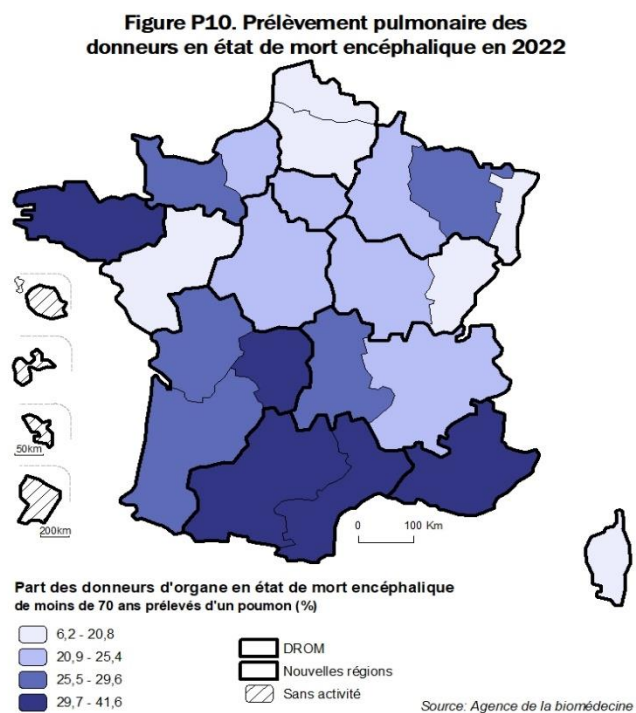 Figure P10. Prélèvement pulmonaire des
donneurs en état de mort encéphalique en 2022
50km
200km
0 100 Km
Part des donneurs d'organe en état de mort encéphalique
de moins de 70 ans prélevés d'un poumon (%)
6,2 - 20,8
20,9 - 25,4
25,5 - 29,6
29,7 - 41,6
DROM
Nouvelles régions
Sans activité
Source: Agence de la biomédecine